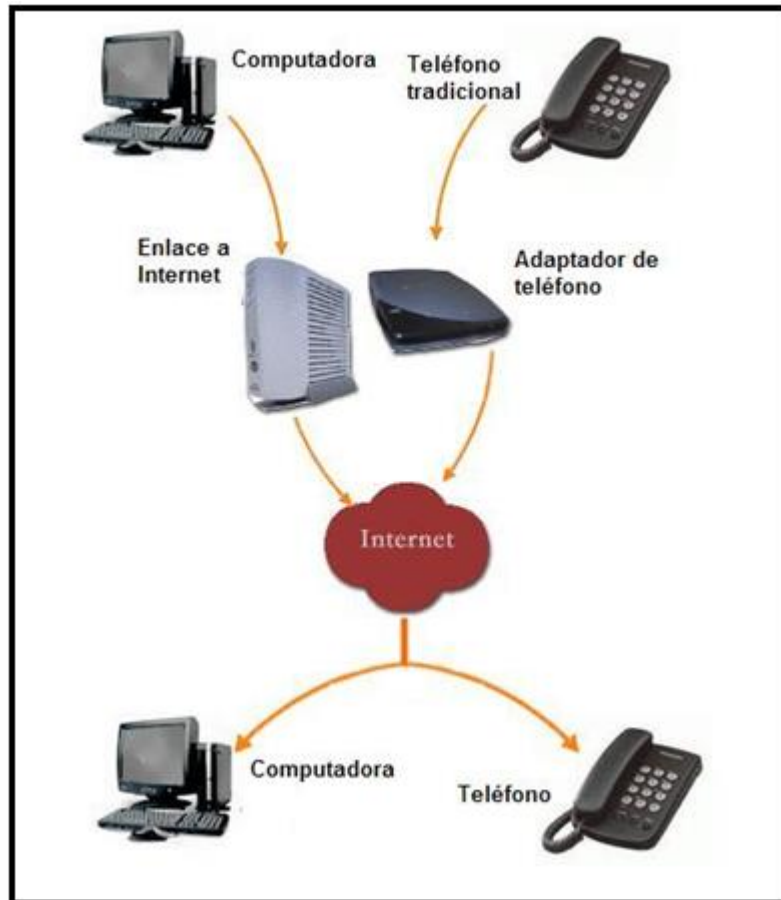 Computadora
Teléfono
tradicional
Enlace a
Internet
Adaptador de
teléfono
Internet
Computadora
Teléfono